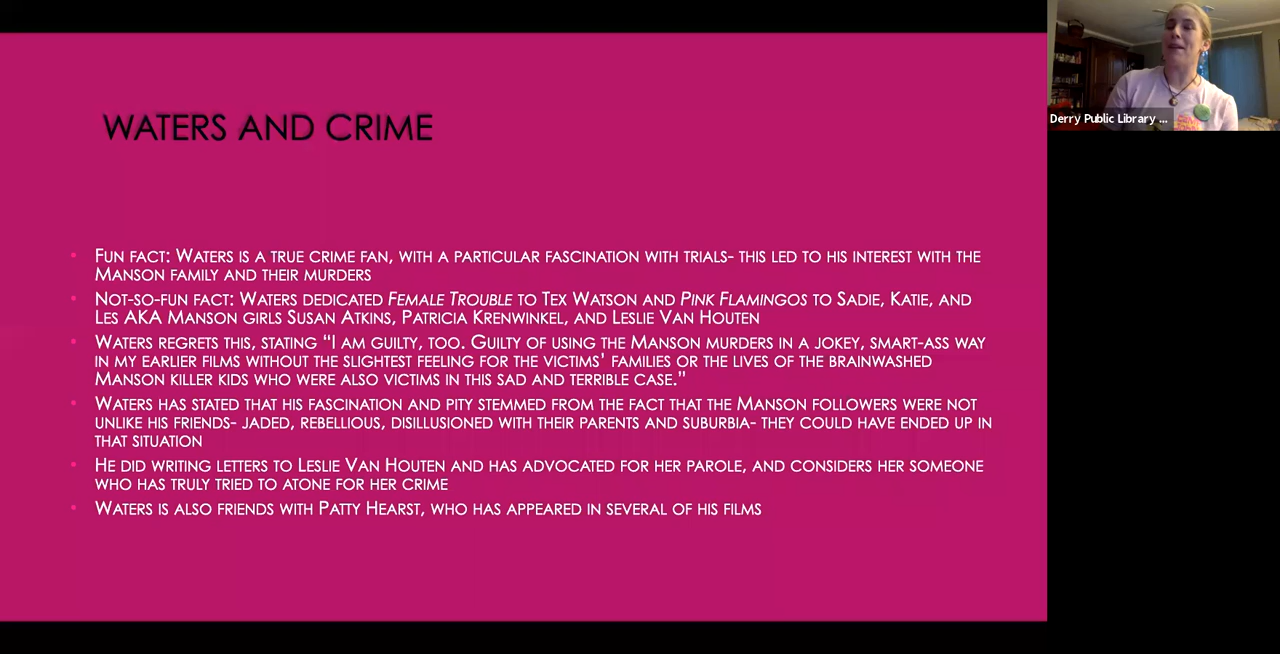 WATERS AND CRIME
Derry Public Library ...
• FUN FACT: WATERS IS A TRUE CRIME FAN, WITH A PARTICULAR FASCINATION WITH TRIALS- THIS LED TO HIS INTEREST WITH THE
MANSON FAMILY AND THEIR MURDERS
• NOT-SO-FUN FACT: WATERS DEDICATED FEMALE TROUBLE TO TEX WATSON AND PINK FLAMINGOS TO SADIE, KATIE, AND
LES AKA MANSON GIRLS SUSAN ATKINS, PATRICIA KRENWINKEL, AND LESLIE VAN HOUTEN
• WATERS REGRETS THIS, STATING “I AM GUILTY, TOO. GUILTY OF USING THE MANSON MURDERS IN A JOKEY, SMART-ASS WAY
IN MY EARLIER FILMS WITHOUT THE SLIGHTEST FEELING FOR THE VICTIMS’ FAMILIES OR THE LIVES OF THE BRAINWASHED
MANSON KILLER KIDS WHO WERE ALSO VICTIMS IN THIS SAD AND TERRIBLE CASE."
• WATERS HAS STATED THAT HIS FASCINATION AND PITY STEMMED FROM THE FACT THAT THE MANSON FOLLOWERS WERE NOT
UNLIKE HIS FRIENDS- JADED, REBELLIOUS, DISILLUSIONED WITH THEIR PARENTS AND SUBURBIA- THEY COULD HAVE ENDED UP IN
THAT SITUATION
• HE DID WRITING LETTERS TO LESLIE VAN HOUTEN AND HAS ADVOCATED FOR HER PAROLE, AND CONSIDERS HER SOMEONE
WHO HAS TRULY TRIED TO ATONE FOR HER CRIME
• WATERS IS ALSO FRIENDS WITH PATTY HEARST, WHO HAS APPEARED IN SEVERAL OF HIS FILMS